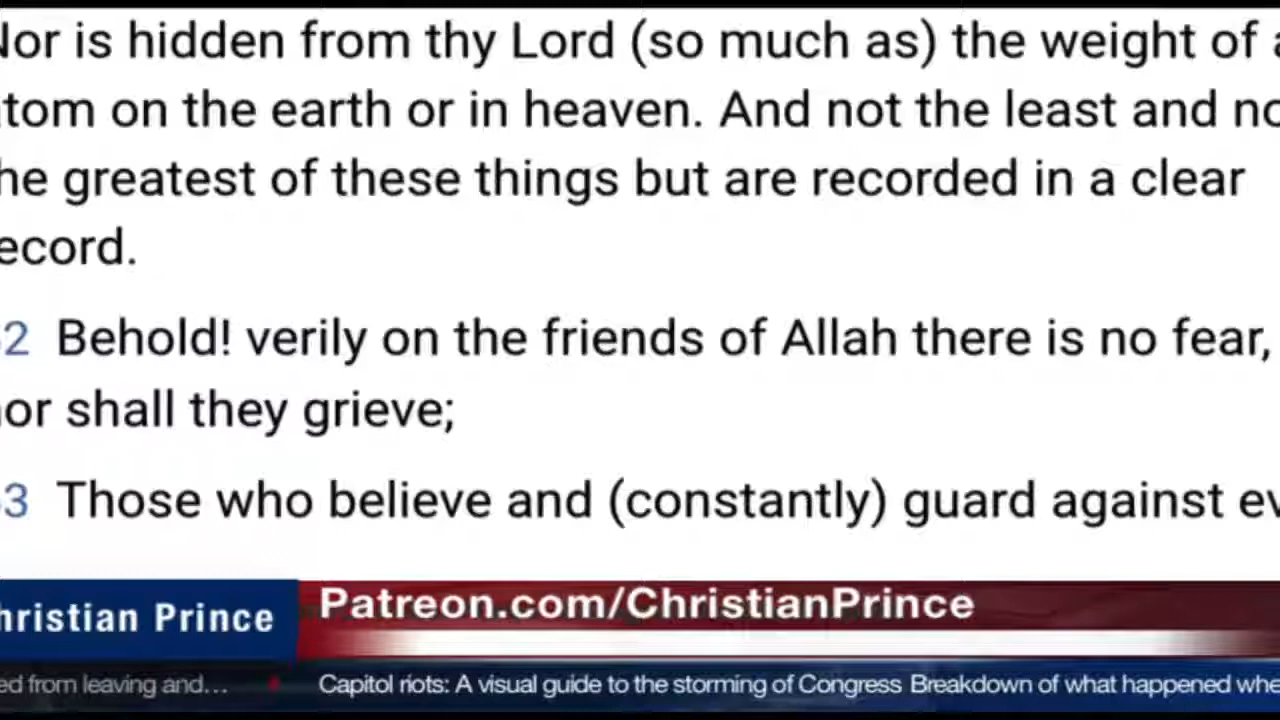 Nor is hidden from thy Lord (so much as) the weight of a
tom on the earth or in heaven. And not the least and no
he greatest of these things but are recorded in a clear
ecord.
62 Behold! verily on the friends of Allah there is no fear,
nor shall they grieve;
63 Those who believe and (constantly) guard against ev
Patreon.com/ChristianPrince
hristian Prince
ed from leaving and... Capitol riots: A visual guide to the storming of Congress Breakdown of what happened whe